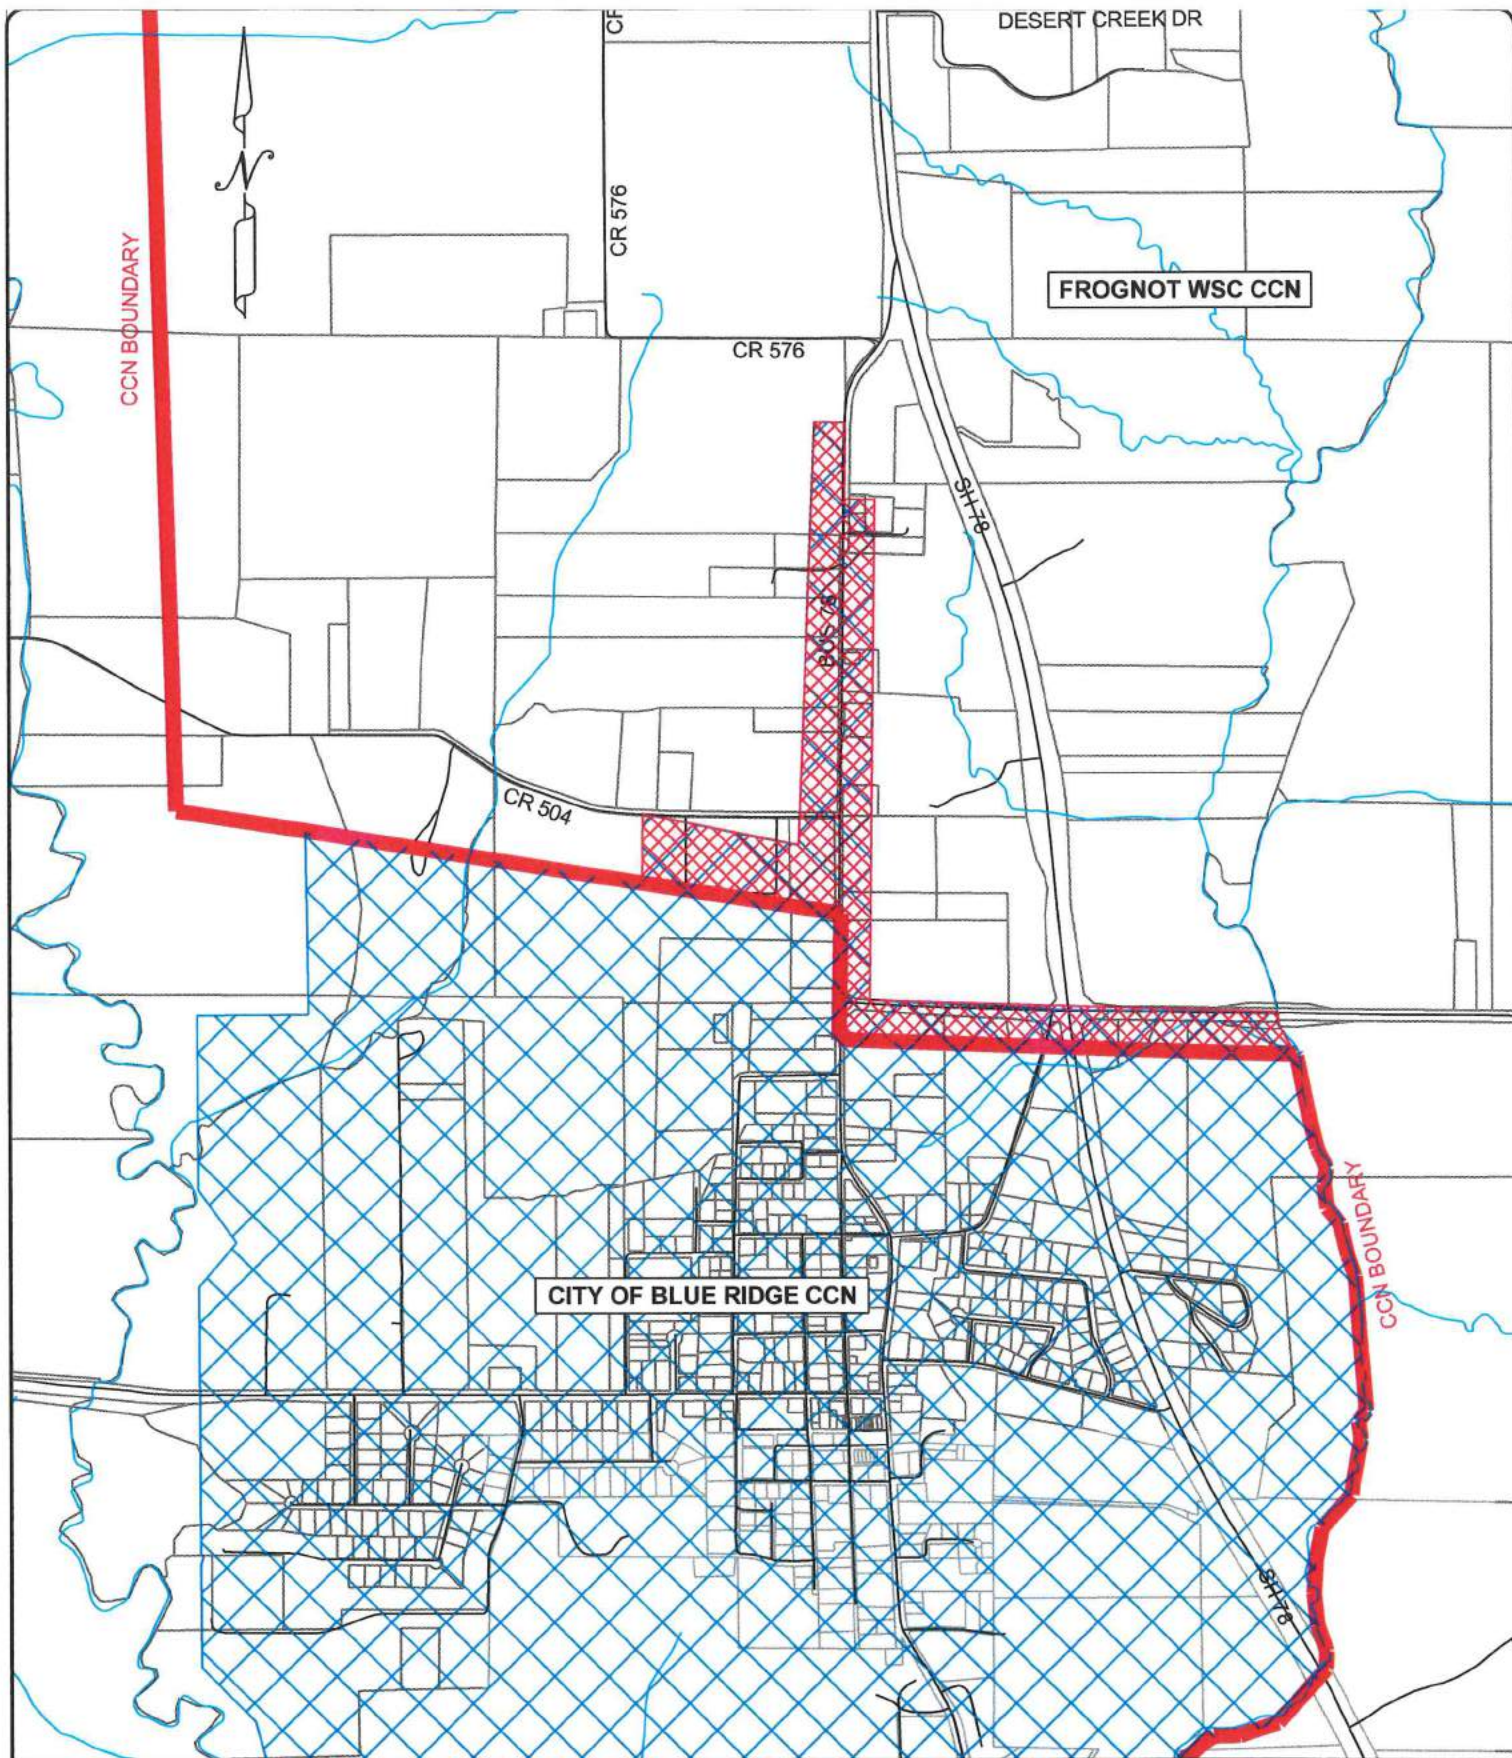 DESERT CREEK DR
CR 576
N
CCN BOUNDARY
FROGNOT WSC CCN
CR 576
SH 78
BUS 78
CR 504
CCN BOUNDARY
CITY OF BLUE RIDGE CCN
SH 78